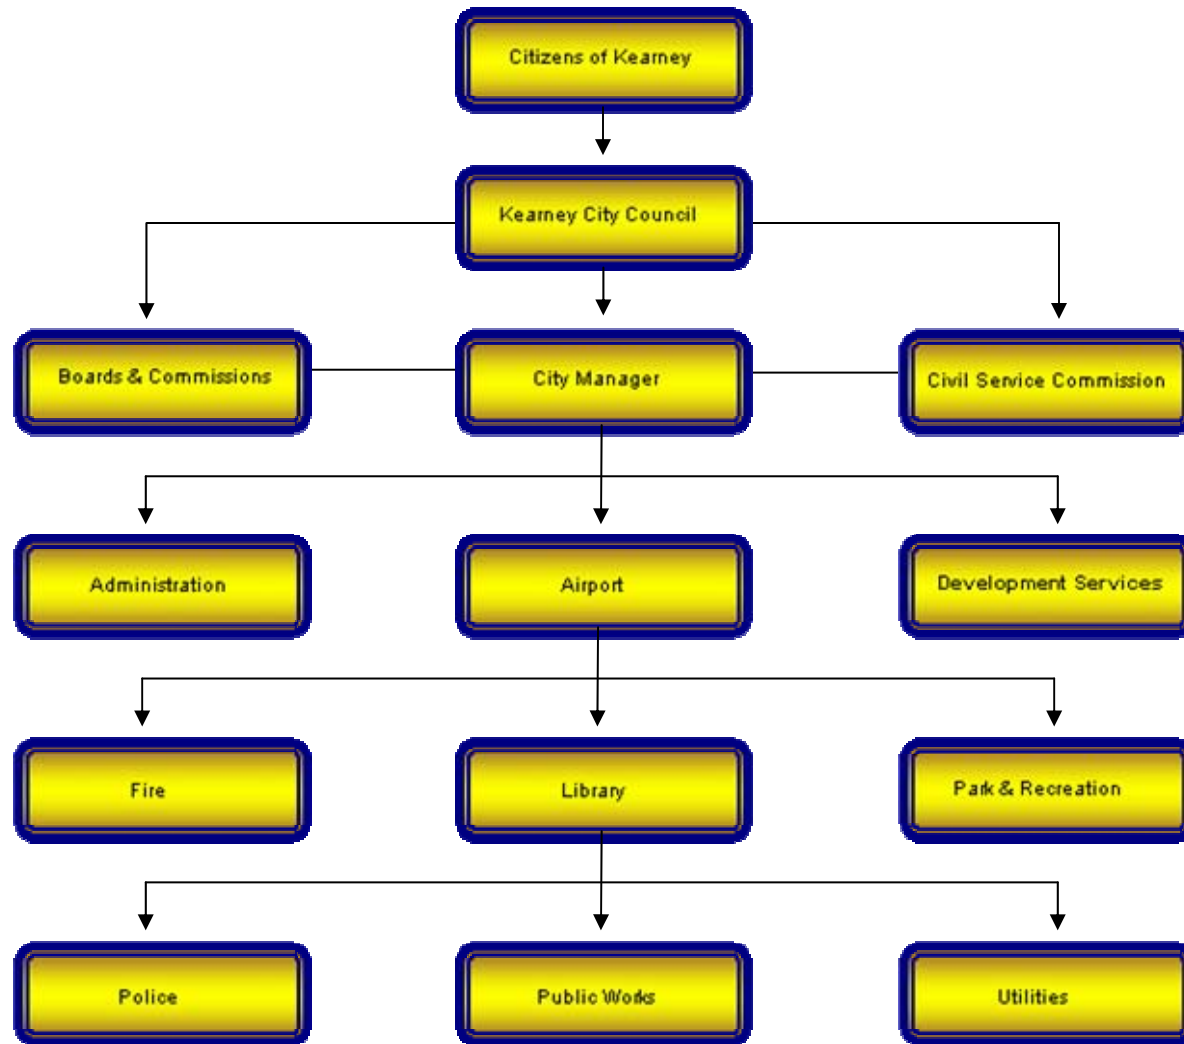 Citizens of Kearney
Kearney City Council
Boards & Commissions
City Manager
Civil Service Commission
Administration
Airport
Development Services
Fire
Library
Park & Recreation
Police
Public Works
Utilities